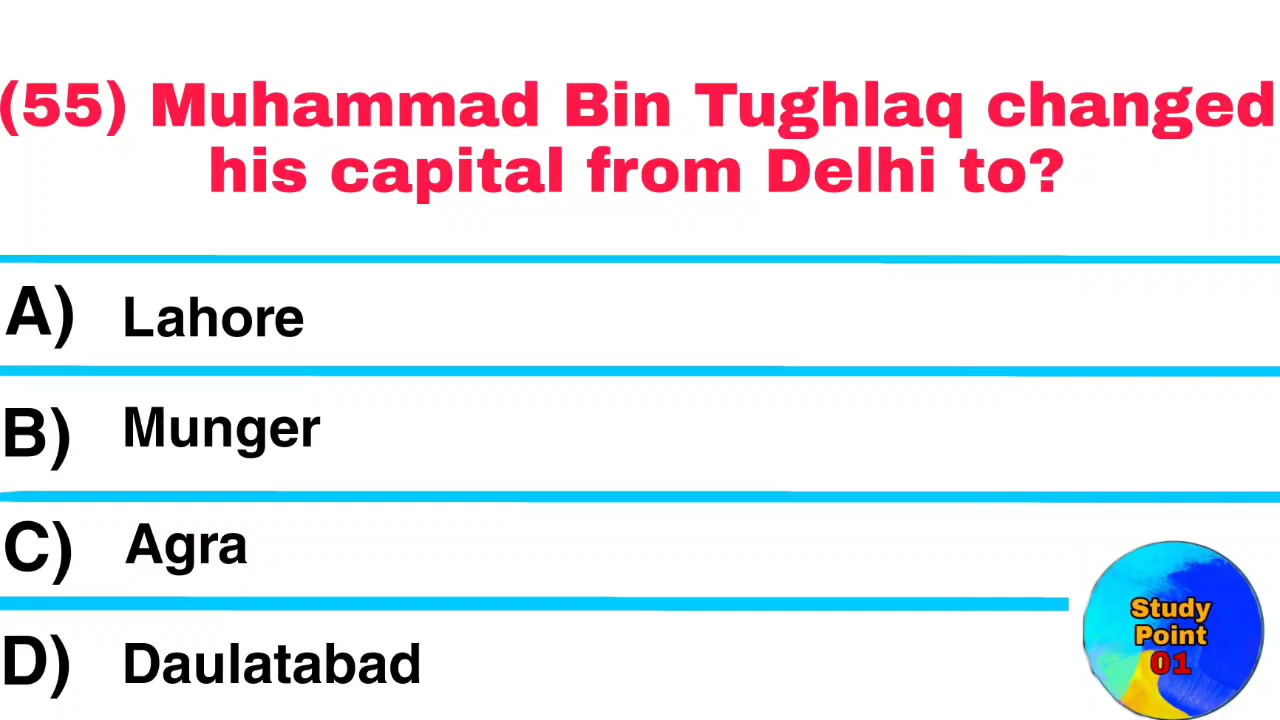 (55) Muhammad Bin Tughlaq changed
his capital from Delhi to?
A) Lahore
B) Munger
C) Agra
D) Daulatabad
Study
Point
01